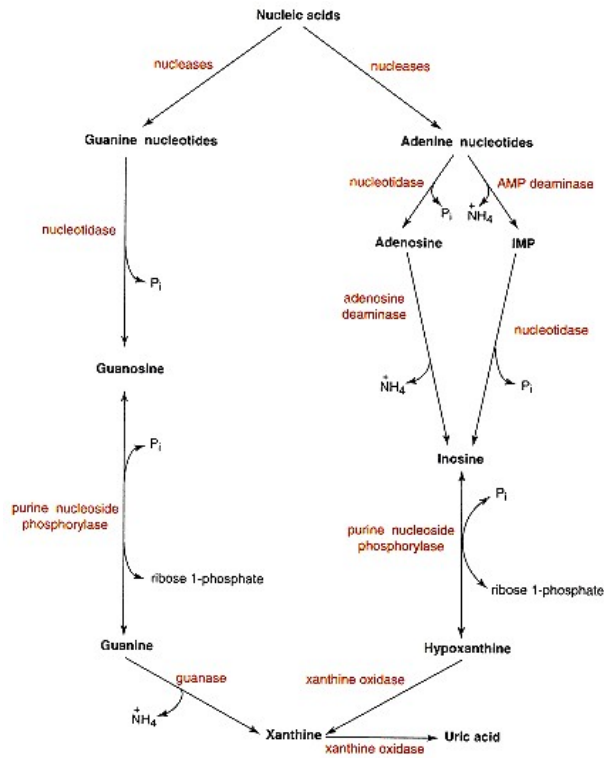 Nucleic acids
nucleases
nucleases
Guanine nucleotides
Adenine nucleotides
nucleotidase
AMP deaminase
Pi
+
NH4
Adenosine
IMP
nucleotidase
Pi
adenosine
deaminase
nucleotidase
Guanosine
+
NH4
Pi
Pi
Inosine
purine nucleoside
phosphorylase
Pi
purine nucleoside
phosphorylase
ribose 1-phosphate
ribose 1-phosphate
Guanine
Hypoxanthine
guanase
xanthine oxidase
+
NH4
Xanthine
Uric acid
xanthine oxidase